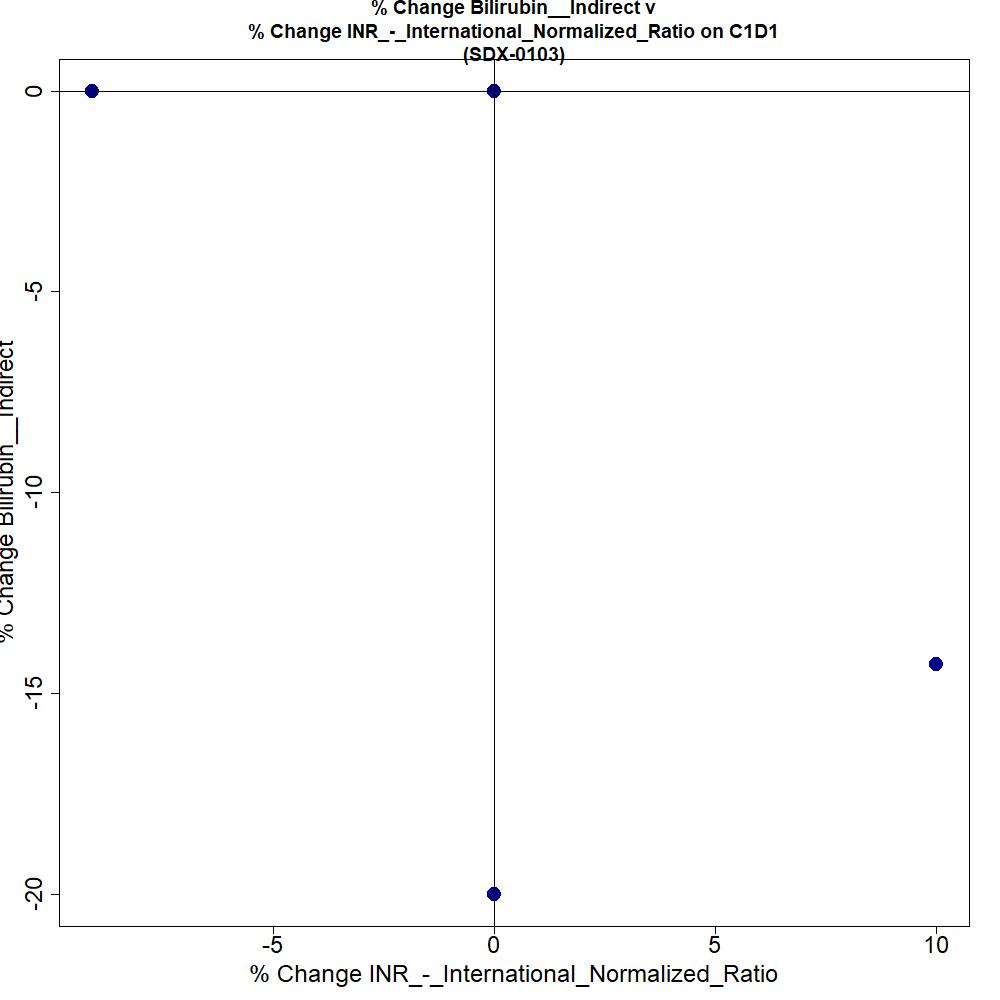 % Change Bilirubin__Indirect v
% Change INR_-_International_Normalized_Ratio on C1D1
(SDX-0103)
0
-5
-10
-15
-20
% Change Bilirubin__Indirect
-5
0
5
10
% Change INR_-_International_Normalized_Ratio